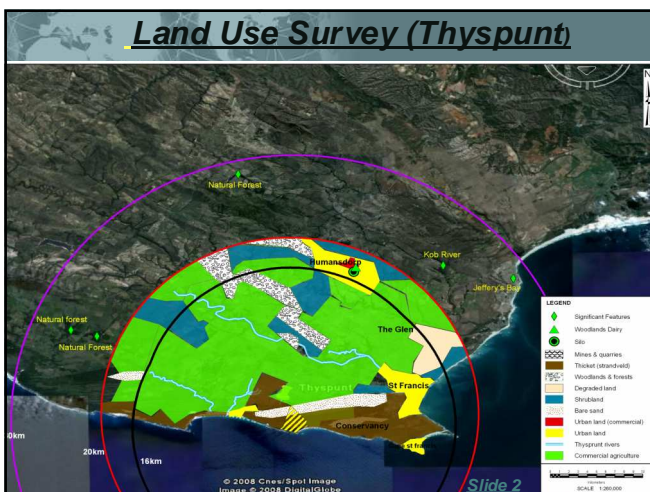 Land Use Survey (Thyspunt)
N
Natural Forest
Kob River
Humansdorp
Jeffery's Bay
Natural forest
Natural Forest
The Glen
Thyspunt
St Francis
Conservancy
st francis
20km
16km
© 2008 Cnes/Spot Image
Image © 2008 DigitalGlobe
Slide 2
LEGEND
Significant Features
Woodlands Dairy
Silo
Mines & quarries
Thicket (strandveld)
Woodlands & forests
Degraded land
Shrubland
Bare sand
Urban land (commercial)
Urban land
Thyspunt rivers
Commercial agriculture
SCALE 1:260,000